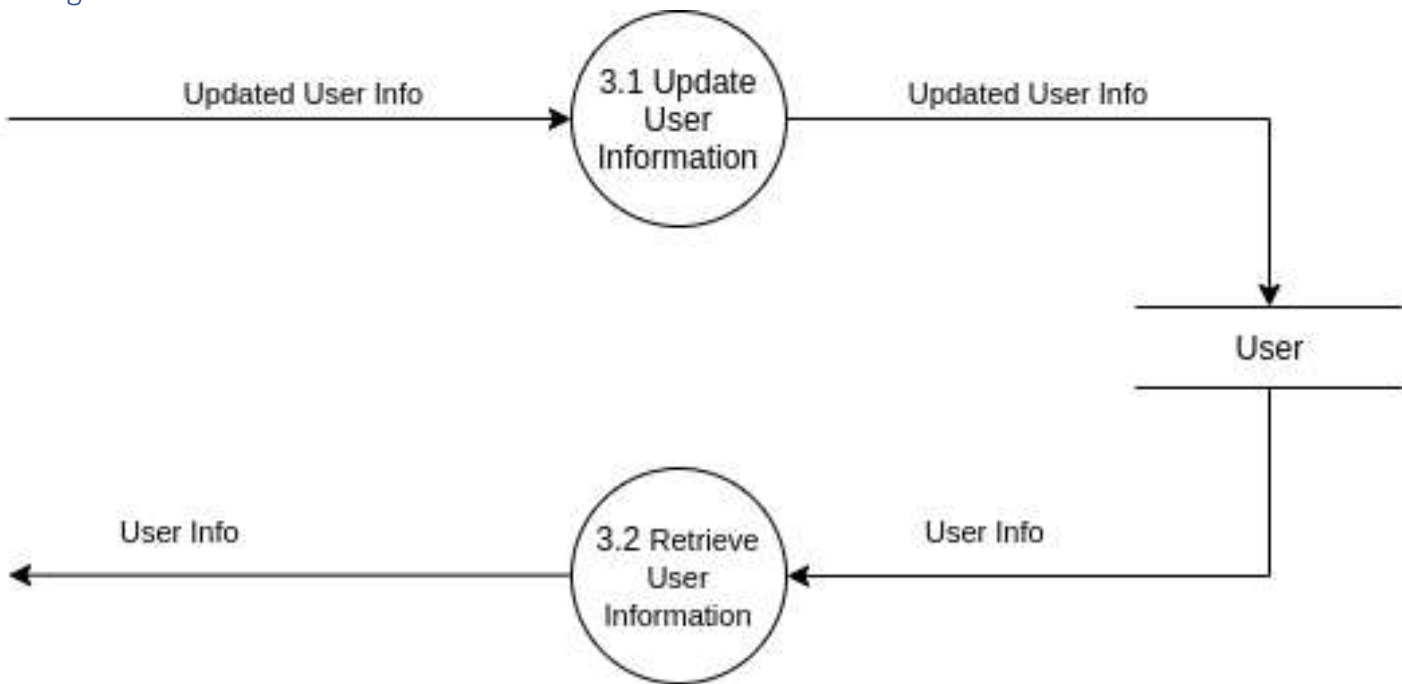 Updated User Info
3.1 Update
User
Information
Updated User Info
User
User Info
3.2 Retrieve
User
Information
User Info